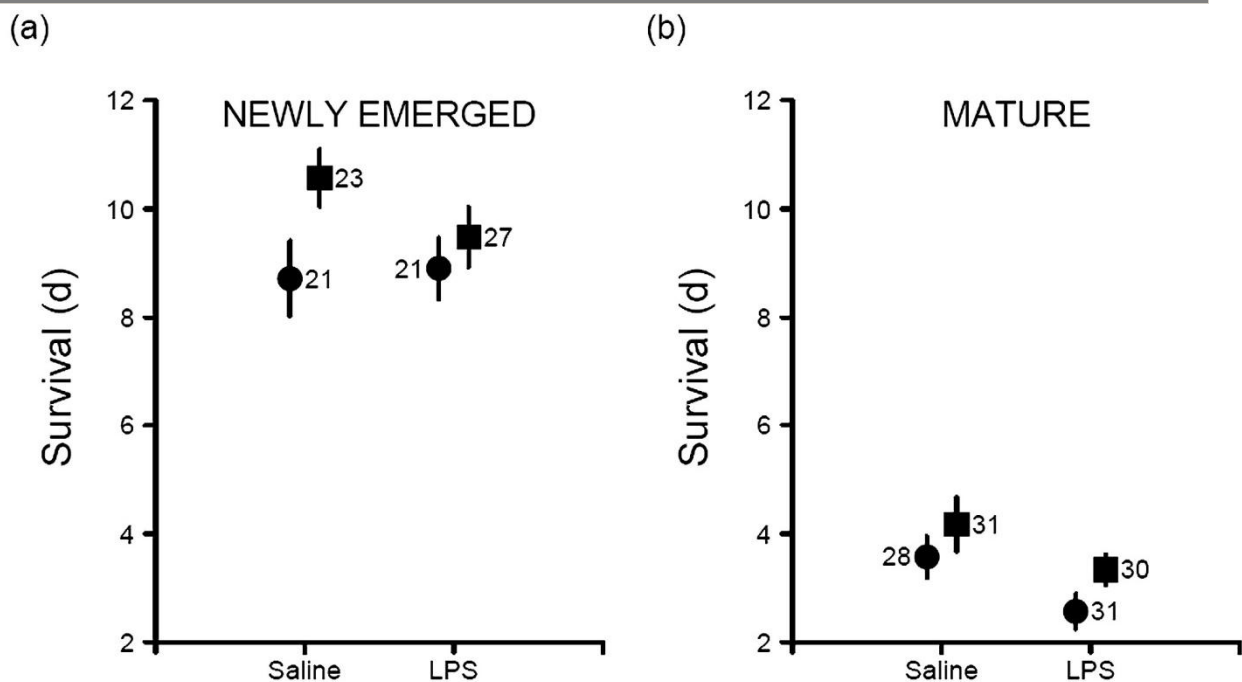 (a)
NEWLY EMERGED
Survival (d)
12
10
8
6
4
2
23
21
21
27
Saline
LPS
(b)
MATURE
Survival (d)
12
10
8
6
4
2
28
31
30
31
Saline
LPS